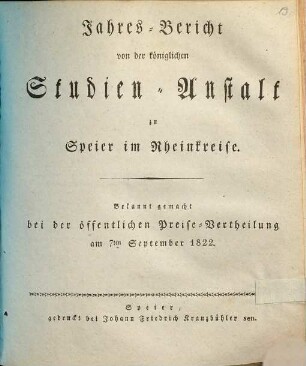 Jahres-Bericht
von der königlichen
Studien-Anstalt
zu
Speier im Rheinkreise.
Bekannt gemacht
bei der öffentlichen Preise-Vertheilung
am 7ten September 1822.
Speier,
gedruckt bei Johann Friedrich Kranzbühler sen.